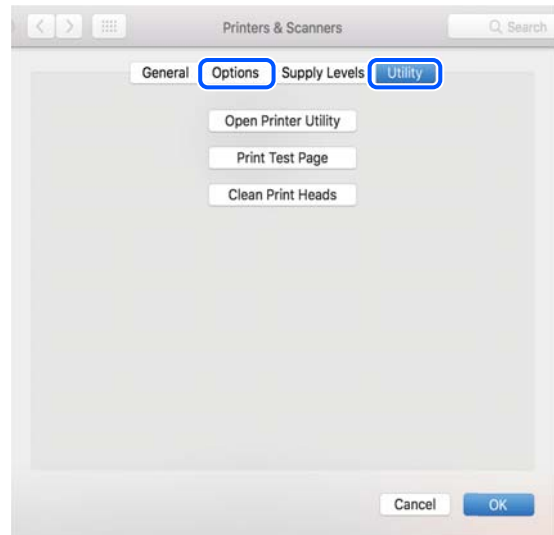 Printers & Scanners Search
General Options Supply Levels Utility
Open Printer Utility
Print Test Page
Clean Print Heads
Cancel OK